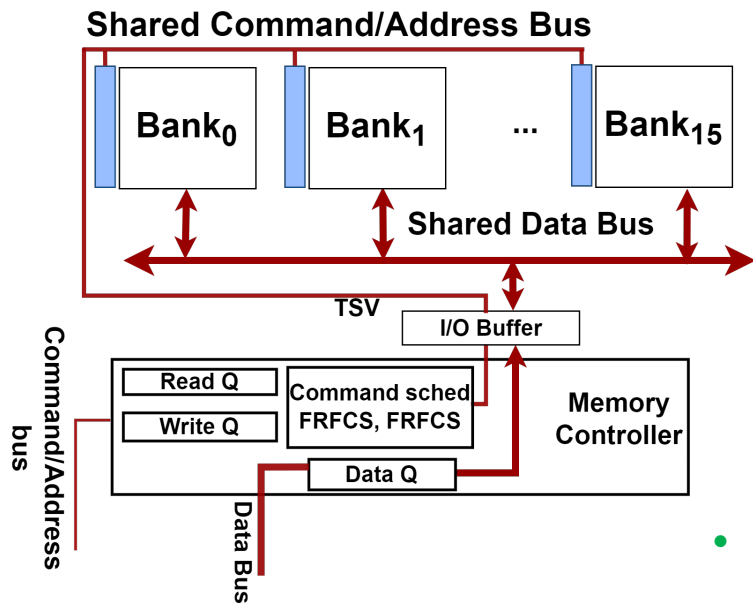 Shared Command/Address Bus
Bank0
Bank1
...
Bank15
Shared Data Bus
TSV
I/O Buffer
Read Q
Write Q
Command sched
FRFCS, FRFCS
Memory
Controller
Data Q
Command/Address
bus
Data Bus